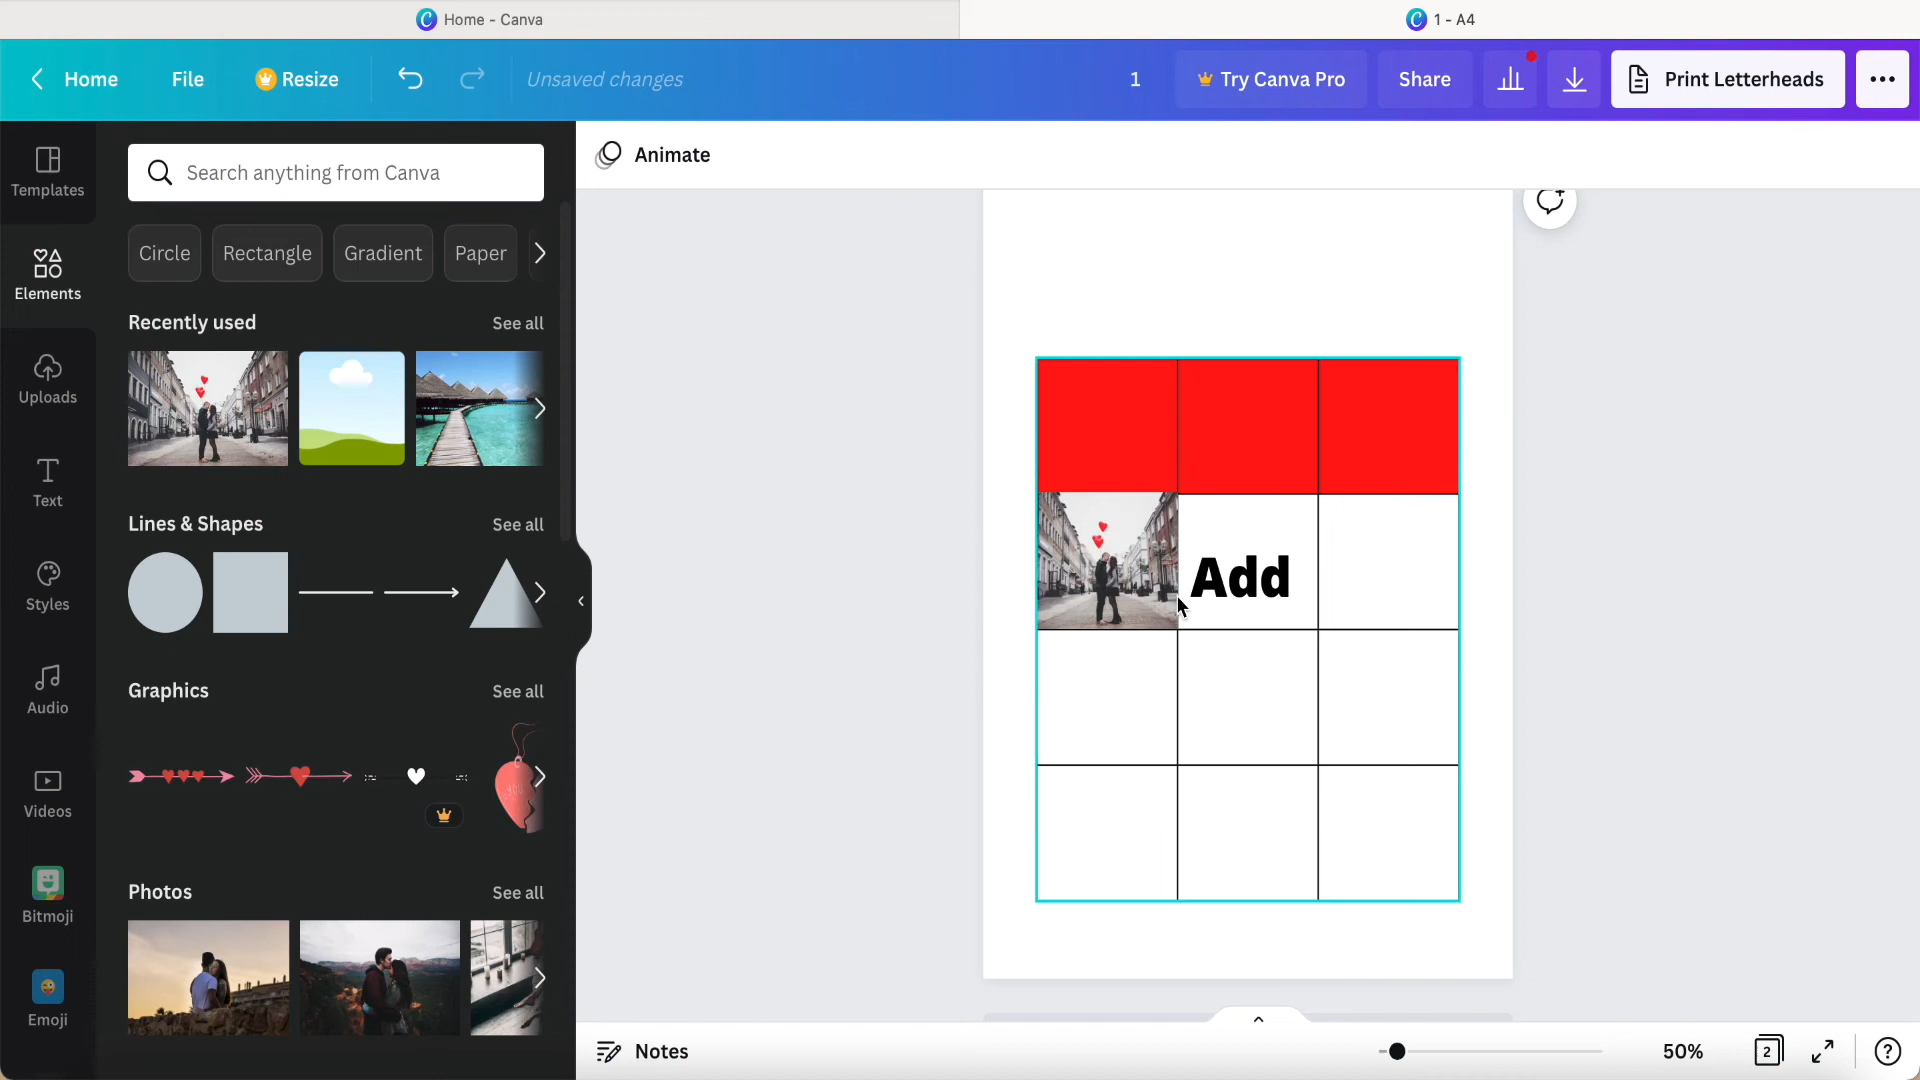 Home - Canva
1 - A4
Home
File
Resize
Unsaved changes
1
Try Canva Pro
Share
Print Letterheads
Templates
Elements
Uploads
Text
Styles
Audio
Videos
Bitmoji
Emoji
Search anything from Canva
Circle
Rectangle
Gradient
Paper
Recently used
See all
Lines & Shapes
See all
Graphics
See all
YOU
Photos
See all
Animate
Add
Notes
50%
2